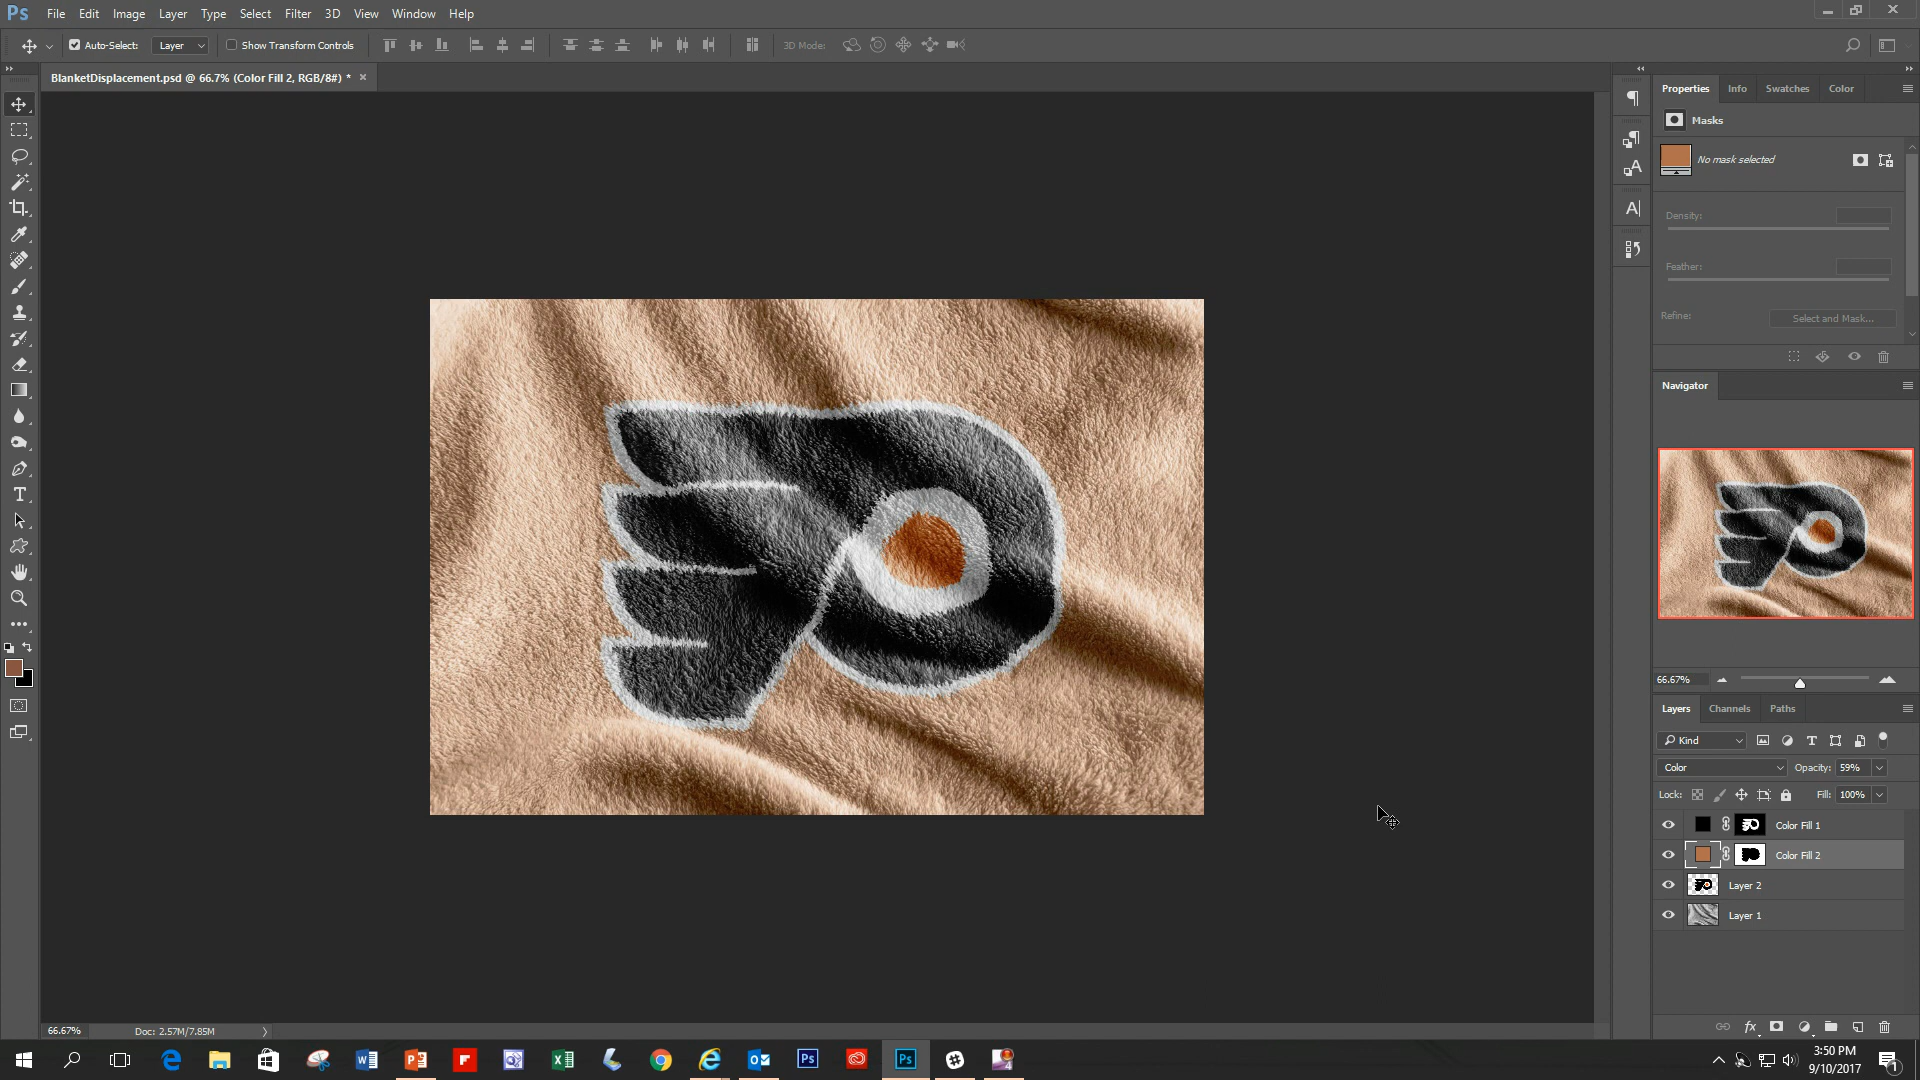 Ps File Edit Image Layer Type Select Filter 3D View Window Help
Auto-Select: Layer Show Transform Controls 3D Mode:
BlanketDisplacement.psd @ 66.7% (Color Fill 2, RGB/8#) * ×
Properties Info Swatches Color
Masks
No mask selected
Density:
Feather:
Refine: Select and Mask...
Navigator
66.67%
Layers Channels Paths
Kind
Color Opacity: 59%
Lock: Fill: 100%
Color Fill 1
Color Fill 2
Layer 2
Layer 1
66.67% Doc: 2.57M/7.85M
3:50 PM
9/10/2017